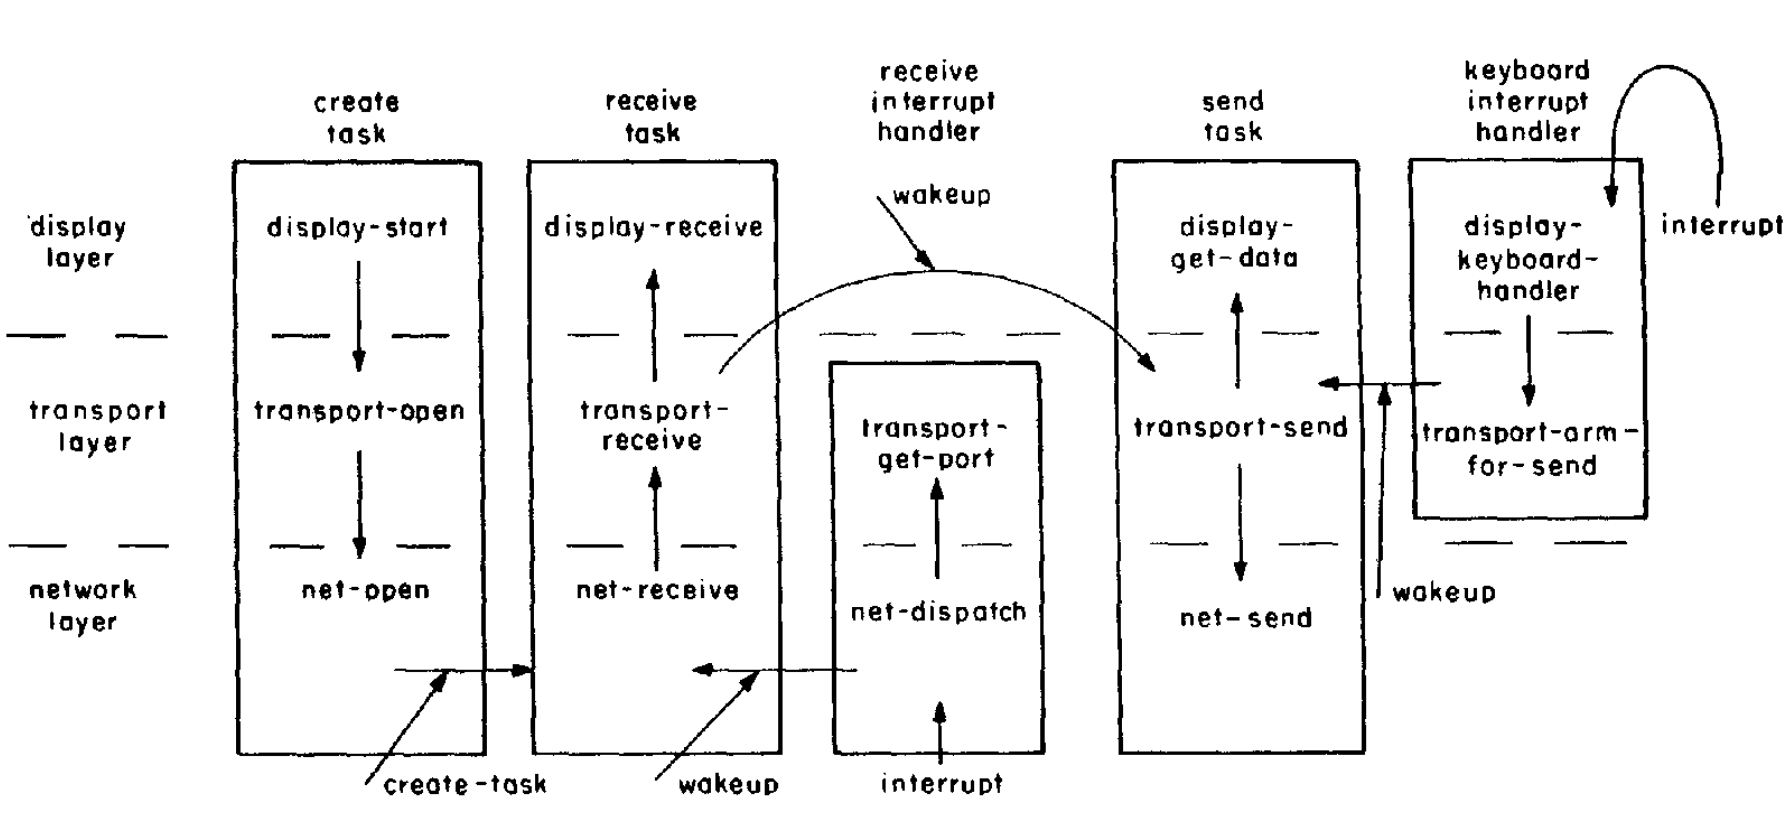 create
task
receive
task
receive
interrupt
handler
send
task
keyboard
interrupt
handler
display
layer
display-start
display-receive
wakeup
display-
get-data
display-
keyboard-
handler
interrupt
transport
layer
transport-open
transport-
receive
transport-
get-port
transport-send
transport-arm-
for-send
network
layer
net-open
net-receive
net-dispatch
net-send
wakeup
create-task
wakeup
interrupt